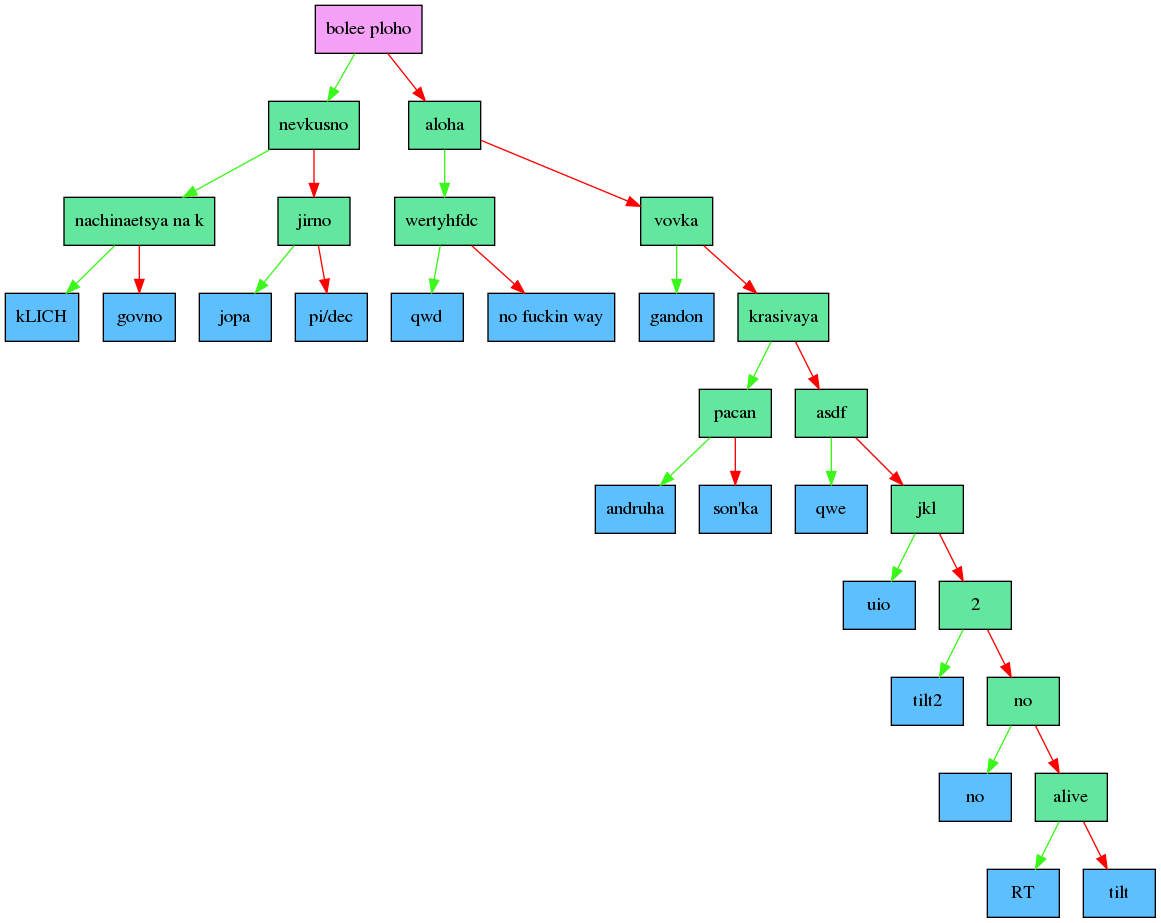 bolee ploho
nevkusno
aloha
nachinaetsya na k
jirno
wertyhfdc
vovka
kLICH
govno
jopa
pi/dec
qwd
no fuckin way
gandon
krasivaya
pacan
asdf
andruha
son'ka
qwe
jkl
uio
2
tilt2
no
no
alive
RT
tilt